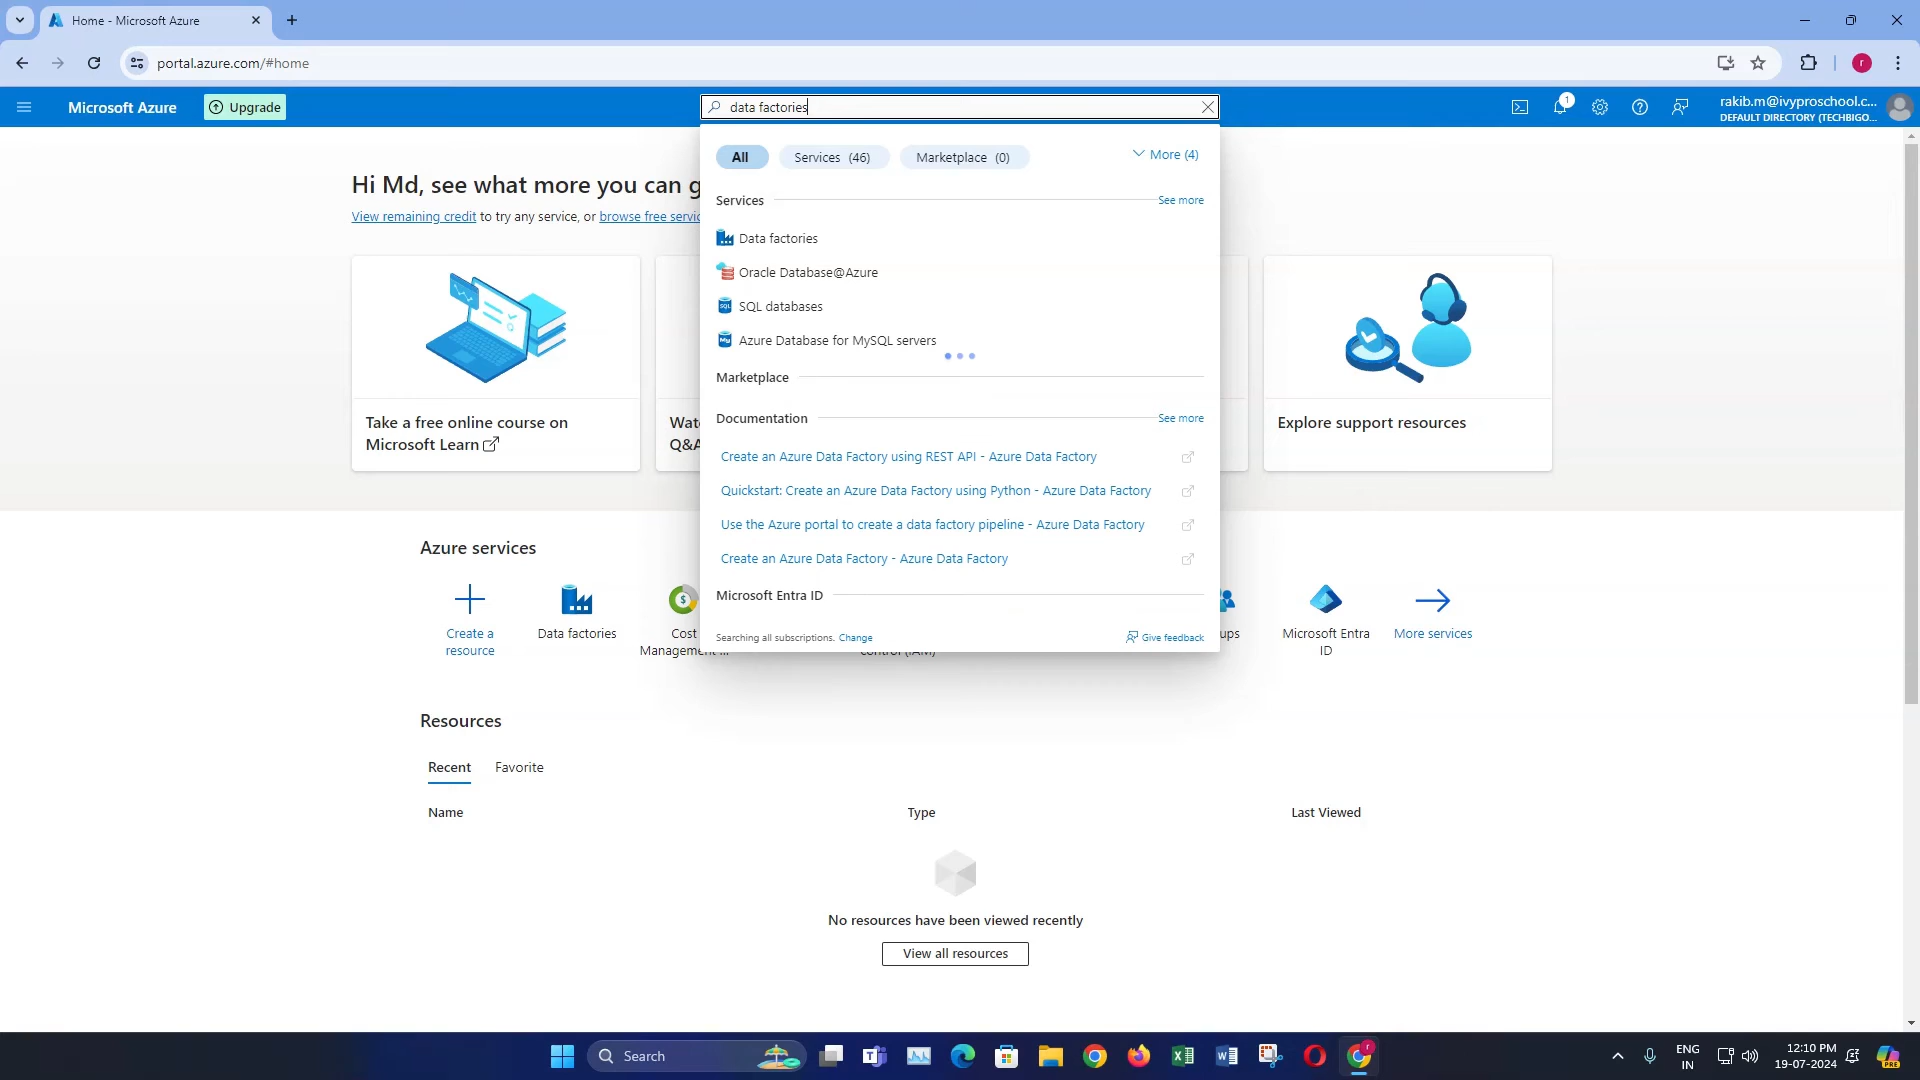 Home - Microsoft Azure
portal.azure.com/#home
r
Microsoft Azure
Upgrade
data factories
1
rakib.m@ivyproschool.c...
DEFAULT DIRECTORY (TECHBIGO...
All
Services (46)
Marketplace (0)
More (4)
Hi Md, see what more you can g
View remaining credit to try any service, or browse free servic
Services
See more
Data factories
Oracle Database@Azure
SQL databases
Azure Database for MySQL servers
Marketplace
Documentation
See more
Create an Azure Data Factory using REST API - Azure Data Factory
Quickstart: Create an Azure Data Factory using Python - Azure Data Factory
Use the Azure portal to create a data factory pipeline - Azure Data Factory
Create an Azure Data Factory - Azure Data Factory
Microsoft Entra ID
Searching all subscriptions. Change
Give feedback
Take a free online course on
Microsoft Learn
Wat
Q&A
Explore support resources
Azure services
Create a
resource
Data factories
Cost
Management ...
control (IAM)
ups
Microsoft Entra
ID
More services
Resources
Recent
Favorite
Name
Type
Last Viewed
No resources have been viewed recently
View all resources
Search
ENG
IN
12:10 PM
19-07-2024
PRE